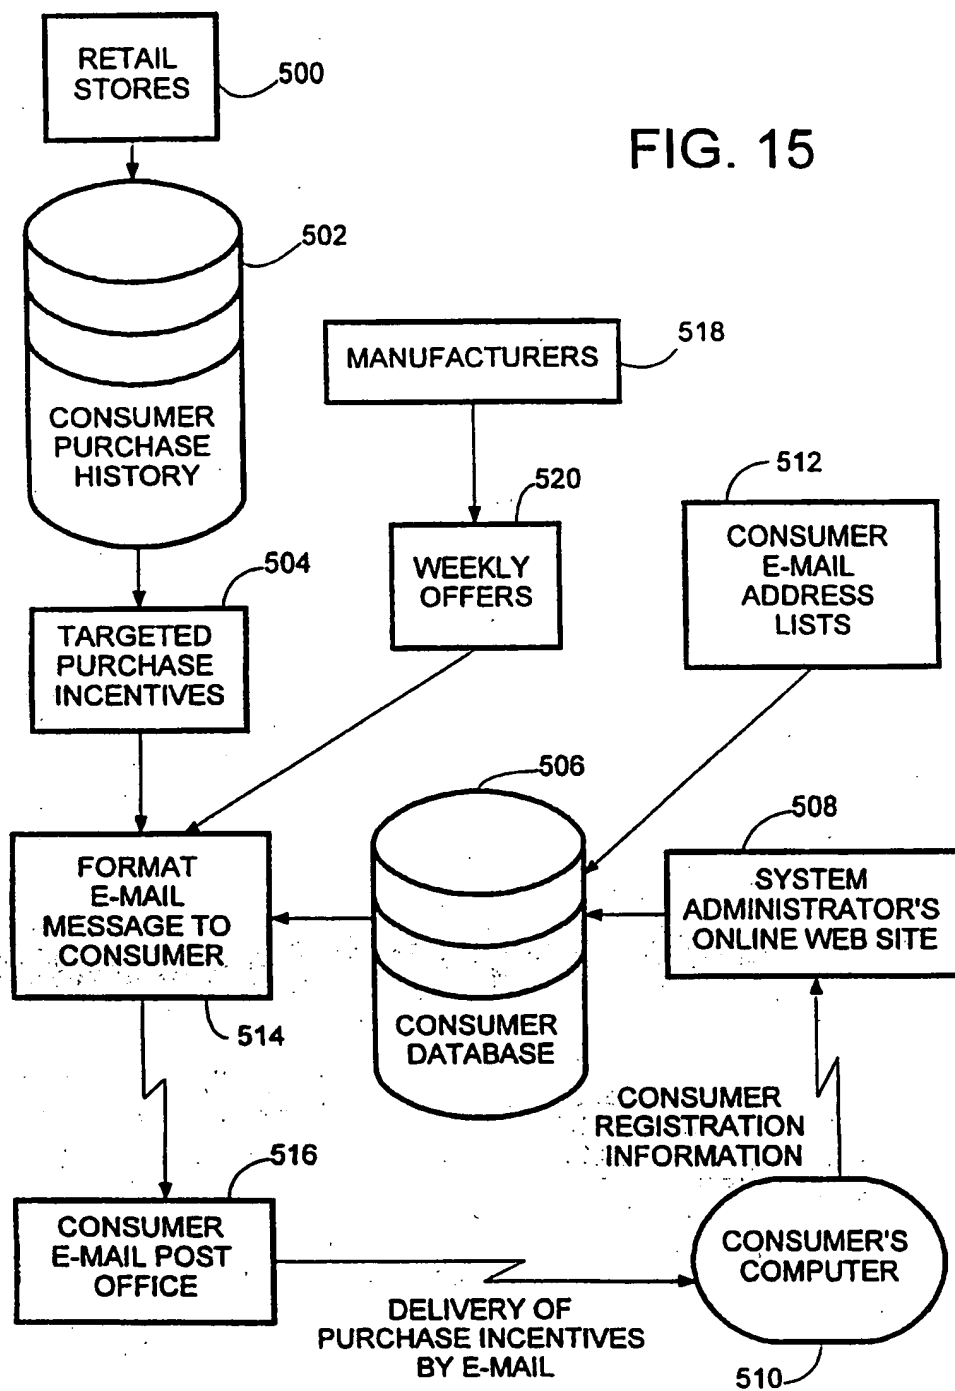 RETAIL
STORES
500
FIG. 15
502
CONSUMER
PURCHASE
HISTORY
MANUFACTURERS
518
520
512
WEEKLY
OFFERS
CONSUMER
E-MAIL
ADDRESS
LISTS
504
TARGETED
PURCHASE
INCENTIVES
506
508
FORMAT
E-MAIL
MESSAGE TO
CONSUMER
514
CONSUMER
DATABASE
SYSTEM
ADMINISTRATOR'S
ONLINE WEB SITE
CONSUMER
REGISTRATION
INFORMATION
516
CONSUMER
E-MAIL POST
OFFICE
CONSUMER'S
COMPUTER
DELIVERY OF
PURCHASE INCENTIVES
BY E-MAIL
510